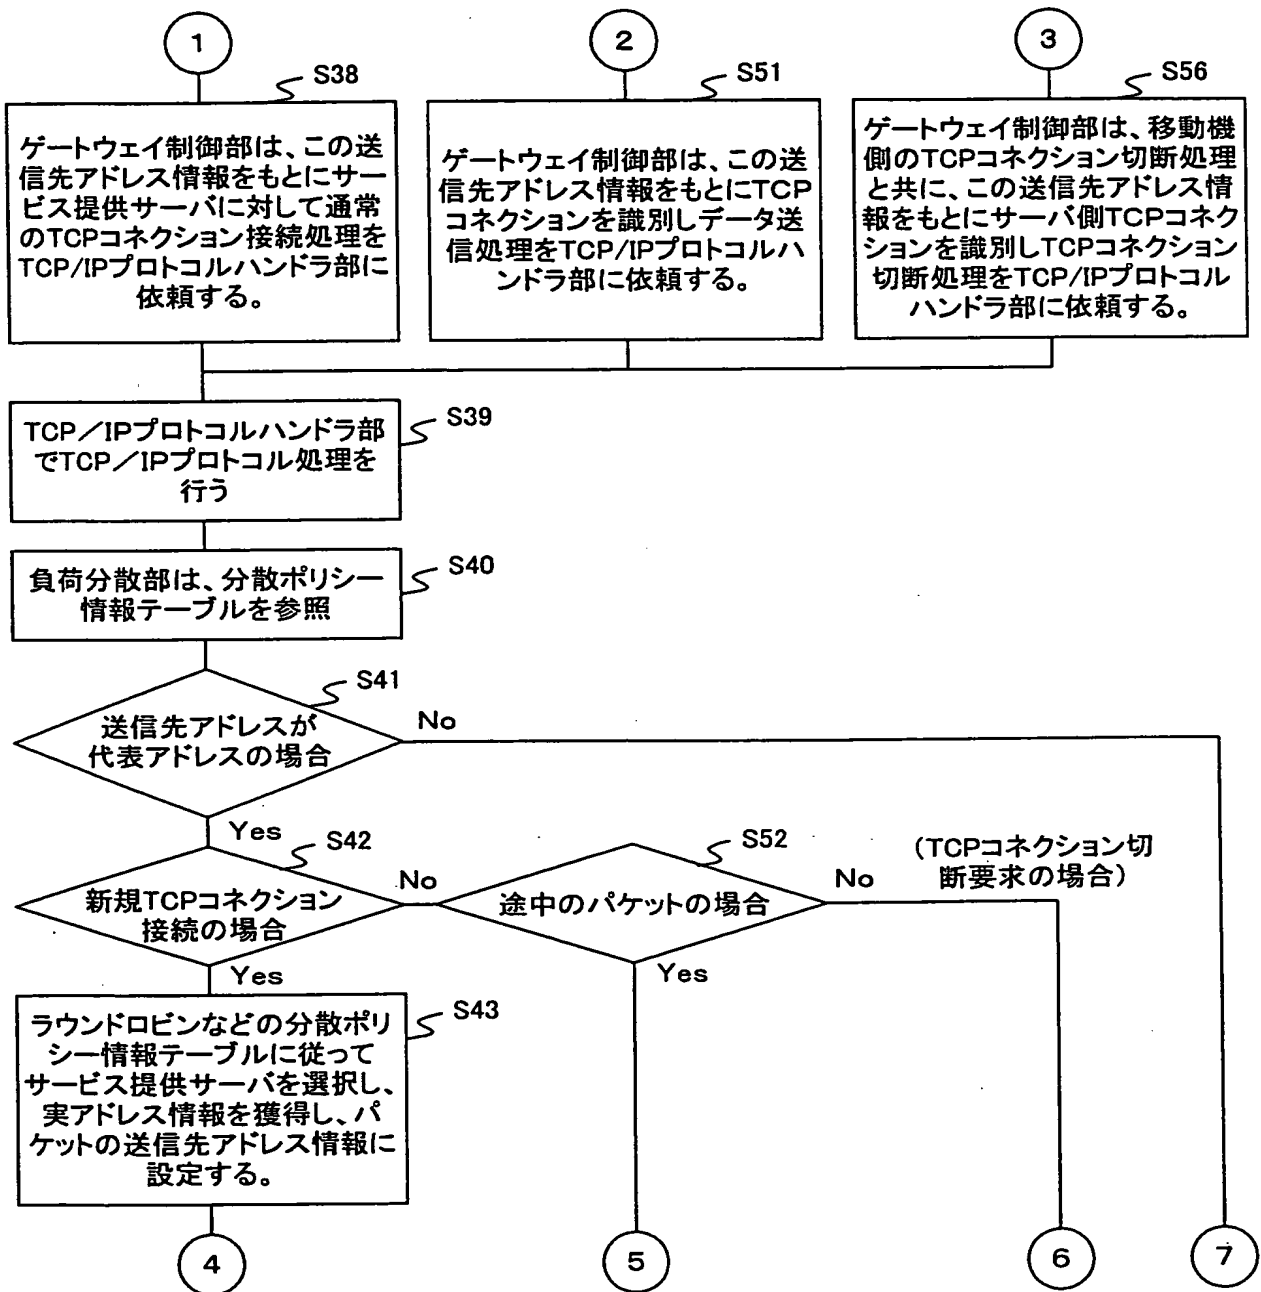 1
S38
ゲートウェイ制御部は、この送
信先アドレス情報をもとにサー
ビス提供サーバに対して通常
のTCPコネクション接続処理を
TCP/IPプロトコルハンドラ部に
依頼する。
2
S51
ゲートウェイ制御部は、この送
信先アドレス情報をもとにTCP
コネクションを識別しデータ送
信処理をTCP/IPプロトコルハ
ンドラ部に依頼する。
3
S56
ゲートウェイ制御部は、移動機
側のTCPコネクション切断処理
と共に、この送信先アドレス情
報をもとにサーバ側TCPコネク
ションを識別しTCPコネクション
切断処理をTCP/IPプロトコル
ハンドラ部に依頼する。
S39
TCP／IPプロトコルハンドラ部
でTCP／IPプロトコル処理を
行う
S40
負荷分散部は、分散ポリシー
情報テーブルを参照
S41
送信先アドレスが
代表アドレスの場合
No
Yes
S42
新規TCPコネクション
接続の場合
No
Yes
S52
途中のパケットの場合
No
(TCPコネクション切
断要求の場合)
Yes
S43
ラウンドロビンなどの分散ポリ
シー情報テーブルに従って
サービス提供サーバを選択し、
実アドレス情報を獲得し、パ
ケットの送信先アドレス情報に
設定する。
4
5
6
7